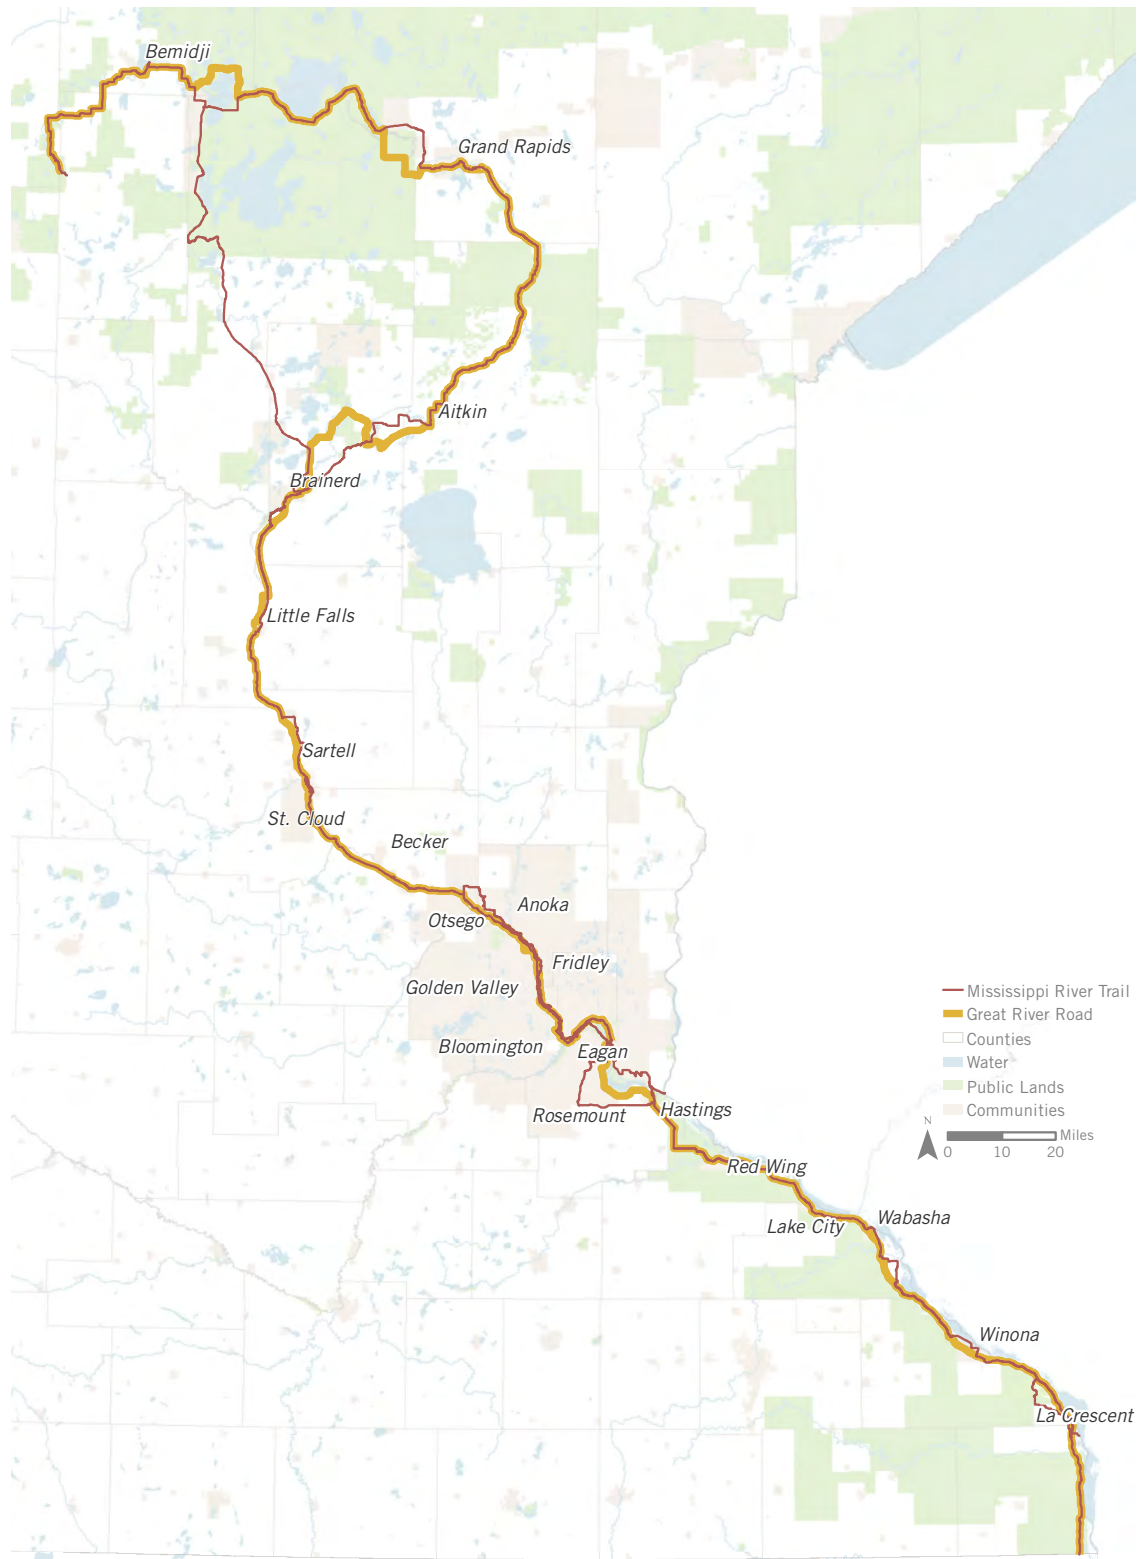 Bemidji
Grand Rapids
Aitkin
Brainerd
Little Falls
Sartell
St. Cloud
Becker
Anoka
Otsego
Fridley
Golden Valley
Bloomington
Eagan
Rosemount
Hastings
Red Wing
Lake City
Wabasha
Winona
La Crescent
Mississippi River Trail
Great River Road
Counties
Water
Public Lands
Communities
N
Miles
0 10 20